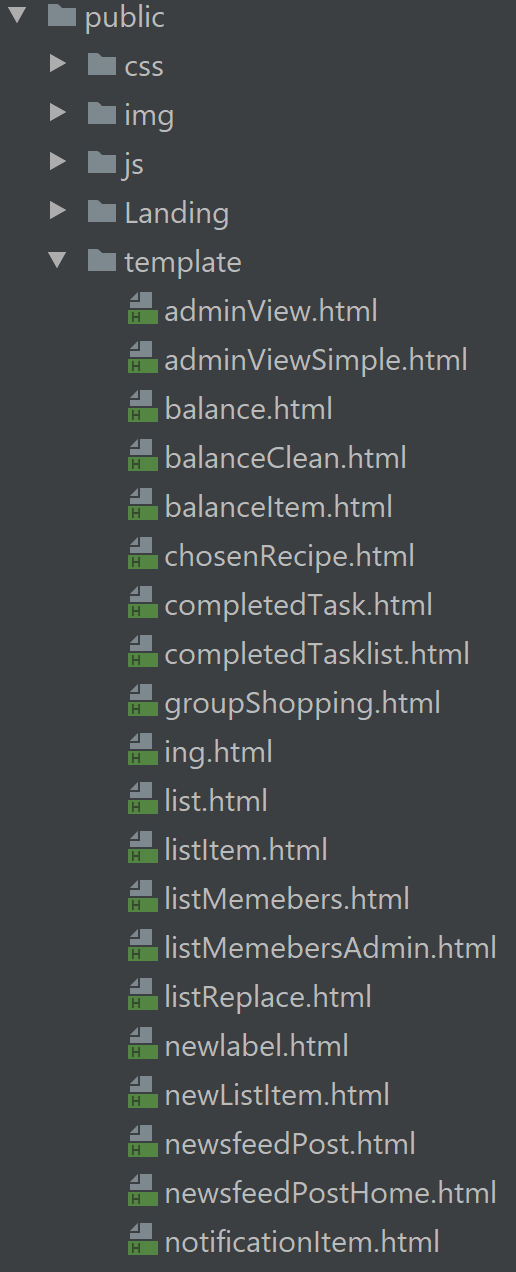 public
css
img
js
Landing
template
adminView.html
adminViewSimple.html
balance.html
balanceClean.html
balanceItem.html
chosenRecipe.html
completedTask.html
completedTasklist.html
groupShopping.html
ing.html
list.html
listItem.html
listMemebers.html
listMemebersAdmin.html
listReplace.html
newlabel.html
newListItem.html
newsfeedPost.html
newsfeedPostHome.html
notificationItem.html